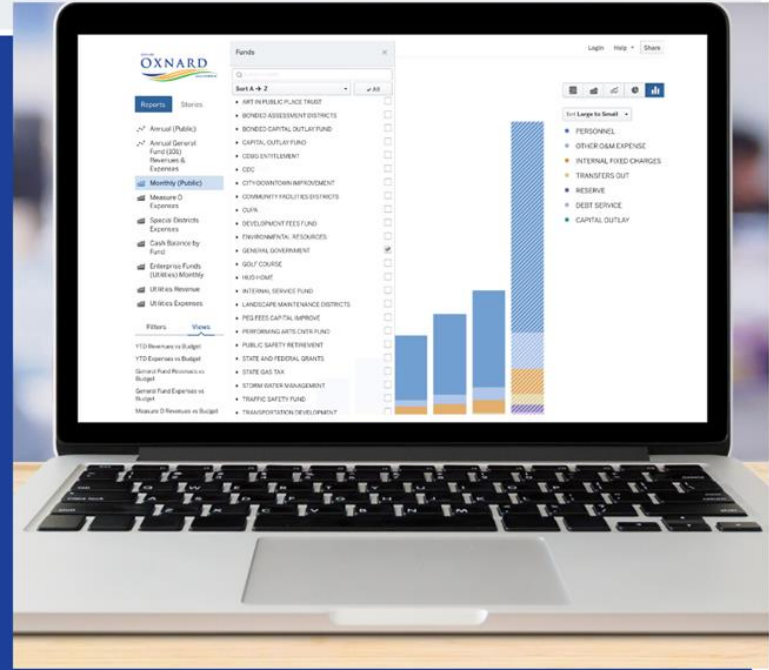 OXNARD
Reports Stories
Annual (Public)
Annual General
Fund (101)
Revenues &
Expenses
Monthly (Public)
Measure O
Expenses
Special Districts
Expenses
Cash Balance by
Fund
Enterprise Funds
(Utilities) Monthly
Utilities Revenue
Utilities Expenses
Filters Views
YTD Revenues vs Budget
YTD Expenses vs Budget
General Fund Revenues vs
Budget
General Fund Expenses vs
Budget
Measure O Revenues vs Budget
Funds ×
Sort A → Z
All
ART IN PUBLIC PLACE TRUST
BONDED ASSESSMENT DISTRICTS
BONDED CAPITAL OUTLAY FUND
CAPITAL OUTLAY FUND
CDBG ENTITLEMENT
CDC
CITY-DOWNTOWN IMPROVEMENT
COMMUNITY FACILITIES DISTRICTS
CUPA
DEVELOPMENT FEES FUND
ENVIRONMENTAL RESOURCES
GENERAL GOVERNMENT
GOLF COURSE
HUD HOME
INTERNAL SERVICE FUND
LANDSCAPE MAINTENANCE DISTRICTS
PEG FEES CAPITAL IMPROVE
PERFORMING ARTS CNTR FUND
PUBLIC SAFETY RETIREMENT
STATE AND FEDERAL GRANTS
STATE GAS TAX
STORM WATER MANAGEMENT
TRAFFIC SAFETY FUND
TRANSPORTATION DEVELOPMENT
Login Help Share
Sort Large to Small
PERSONNEL
OTHER O&M EXPENSE
INTERNAL FIXED CHARGES
TRANSFERS OUT
RESERVE
DEBT SERVICE
CAPITAL OUTLAY